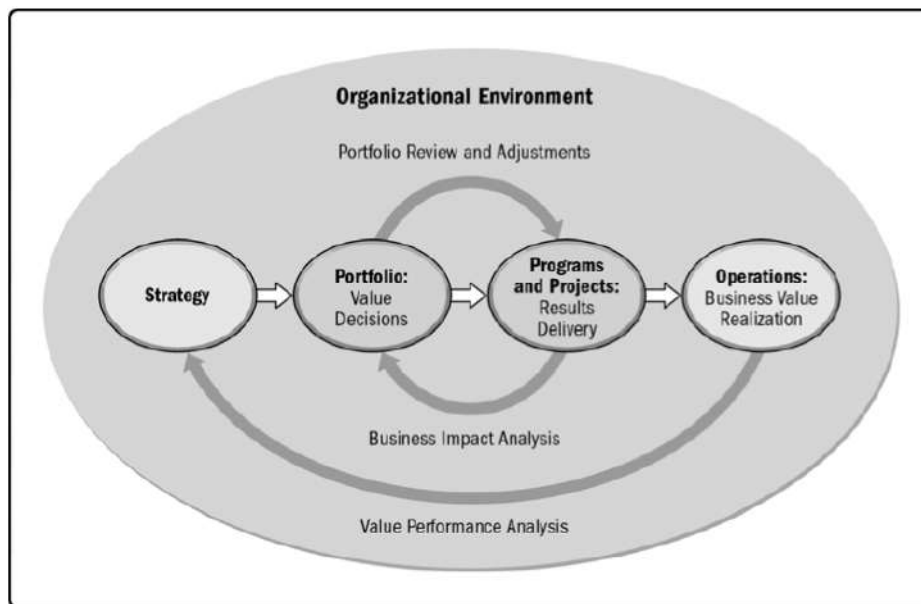 Organizational Environment
Portfolio Review and Adjustments
Strategy
Portfolio:
Value
Decisions
Programs
and Projects:
Results
Delivery
Operations:
Business Value
Realization
Business Impact Analysis
Value Performance Analysis